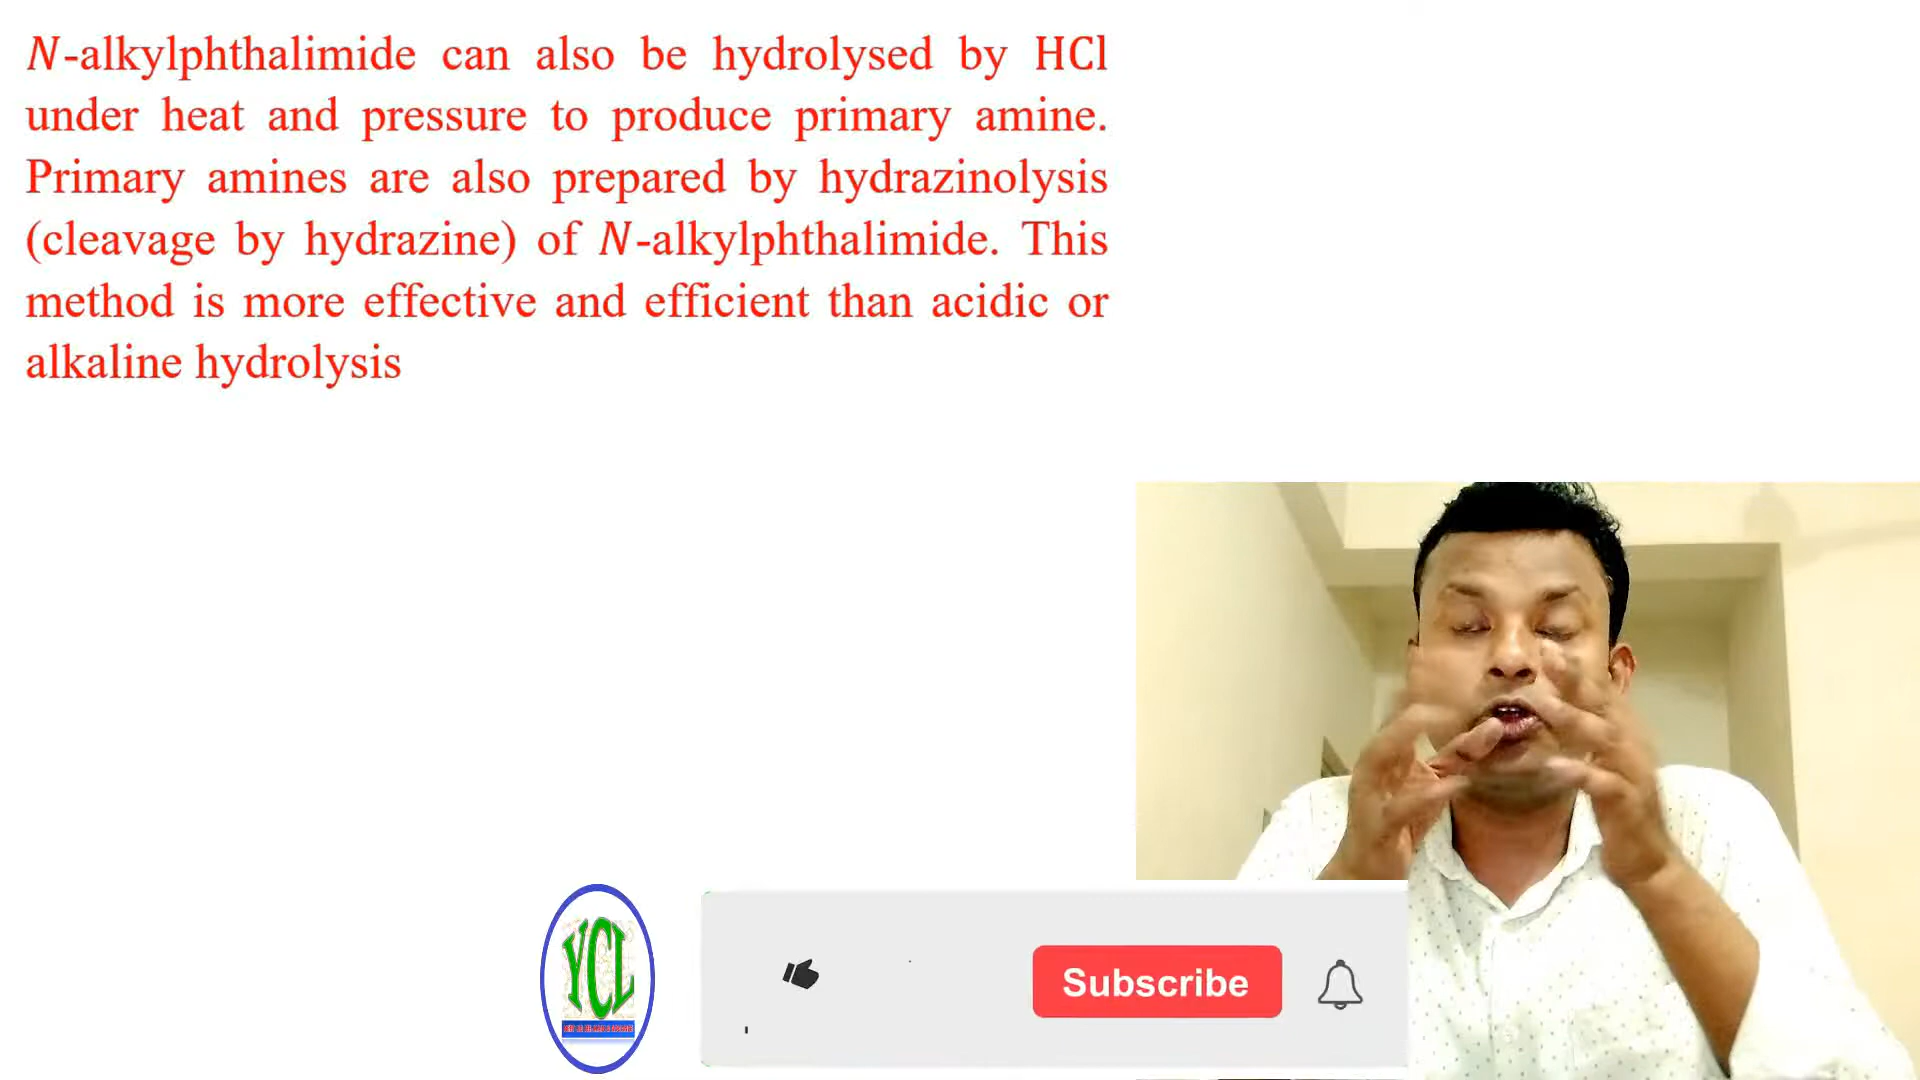 N-alkylphthalimide can also be hydrolysed by HCl
under heat and pressure to produce primary amine.
Primary amines are also prepared by hydrazinolysis
(cleavage by hydrazine) of N-alkylphthalimide. This
method is more effective and efficient than acidic or
alkaline hydrolysis
YCL
Subscribe